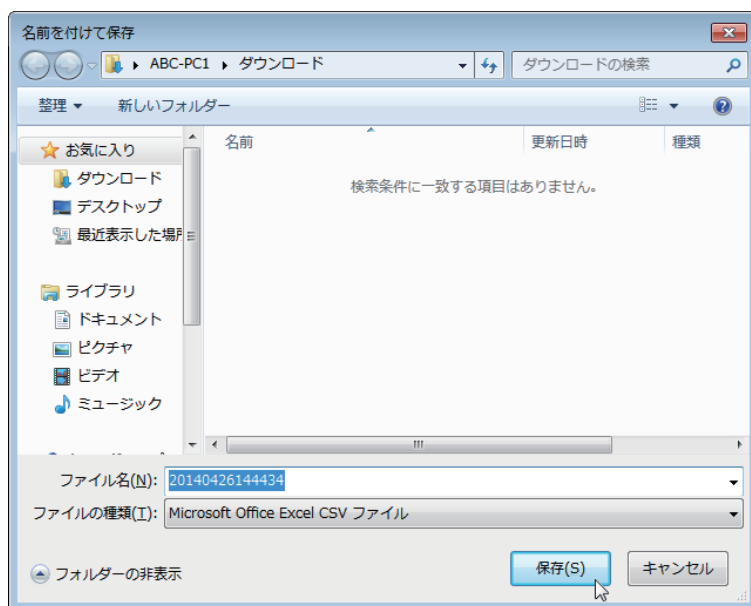 名前を付けて保存
ABC-PC1 ダウンロード ダウンロードの検索
整理 新しいフォルダー
お気に入り
ダウンロード
デスクトップ
最近表示した場所
ライブラリ
ドキュメント
ピクチャ
ビデオ
ミュージック
名前 更新日時 種類
検索条件に一致する項目はありません。
ファイル名(N): 20140426144434
ファイルの種類(T): Microsoft Office Excel CSV ファイル
フォルダーの非表示 保存(S) キャンセル